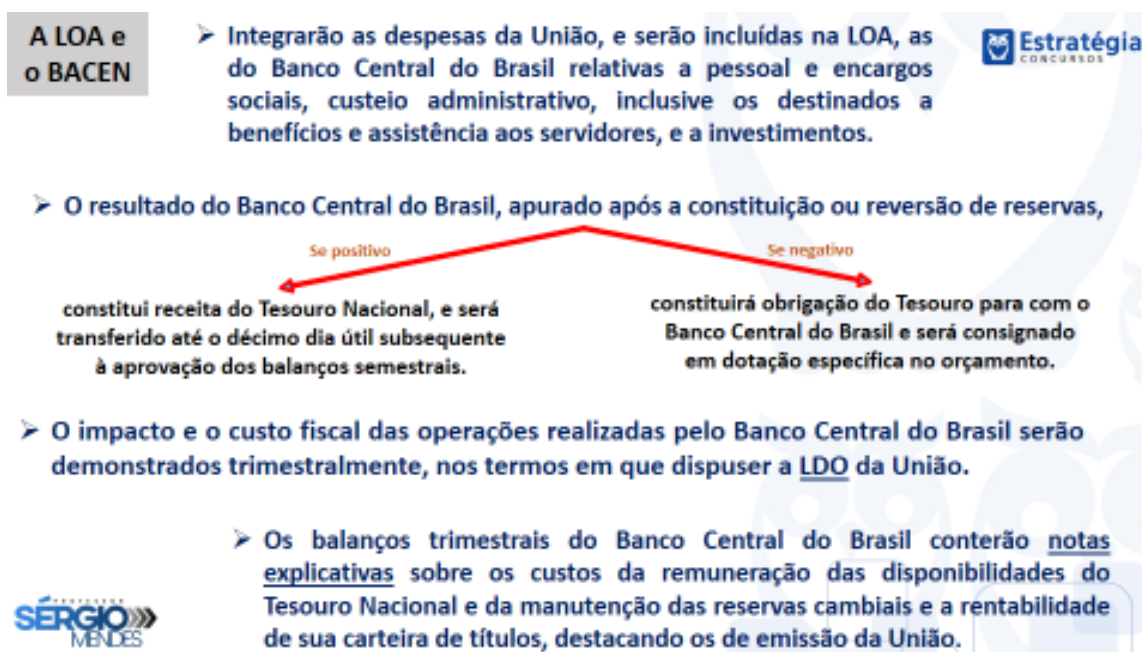 A LOA e
o BACEN
➢ Integrarão as despesas da União, e serão incluídas na LOA, as
do Banco Central do Brasil relativas a pessoal e encargos
sociais, custeio administrativo, inclusive os destinados a
benefícios e assistência aos servidores, e a investimentos.
Estratégia
CONCURSOS
➢ O resultado do Banco Central do Brasil, apurado após a constituição ou reversão de reservas,
Se positivo
Se negativo
constitui receita do Tesouro Nacional, e será
transferido até o décimo dia útil subsequente
à aprovação dos balanços semestrais.
constituirá obrigação do Tesouro para com o
Banco Central do Brasil e será consignado
em dotação específica no orçamento.
➢ O impacto e o custo fiscal das operações realizadas pelo Banco Central do Brasil serão
demonstrados trimestralmente, nos termos em que dispuser a LDO da União.
➢ Os balanços trimestrais do Banco Central do Brasil conterão notas
explicativas sobre os custos da remuneração das disponibilidades do
Tesouro Nacional e da manutenção das reservas cambiais e a rentabilidade
de sua carteira de títulos, destacando os de emissão da União.
PROFESSOR
SÉRGIO
MENDES